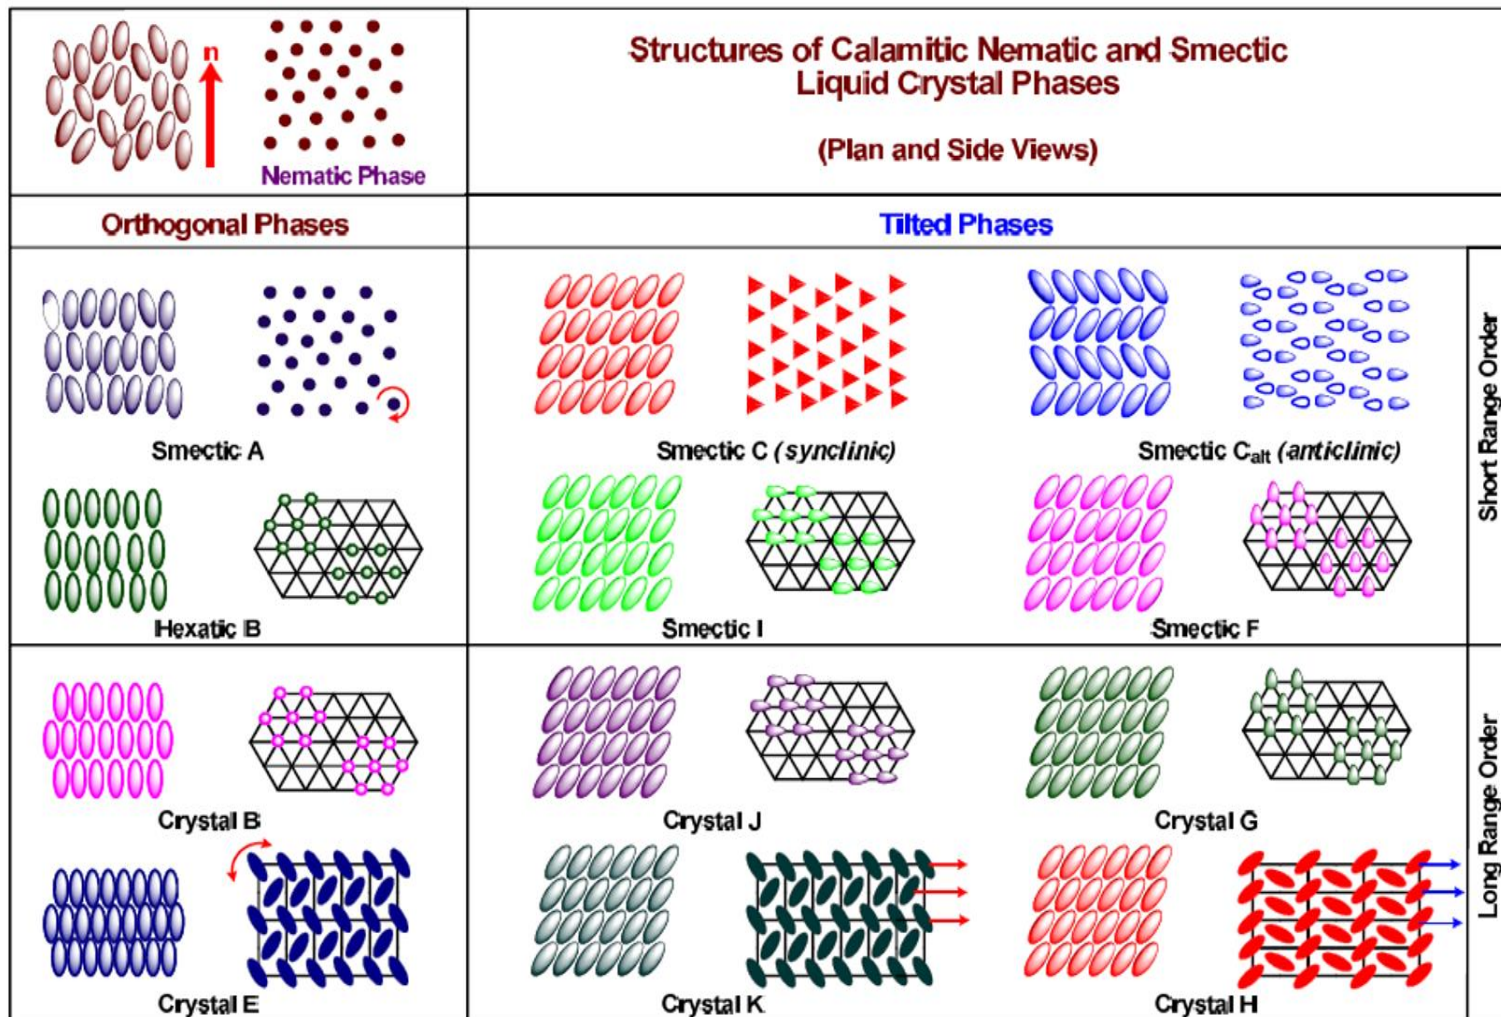 n
Nematic Phase
Structures of Calamitic Nematic and Smectic
Liquid Crystal Phases
(Plan and Side Views)
Orthogonal Phases
Tilted Phases
Smectic A
Smectic C (synclinic)
Smectic Calt (anticlinic)
Hexatic B
Smectic I
Smectic F
Short Range Order
Crystal B
Crystal J
Crystal G
Crystal E
Crystal K
Crystal H
Long Range Order